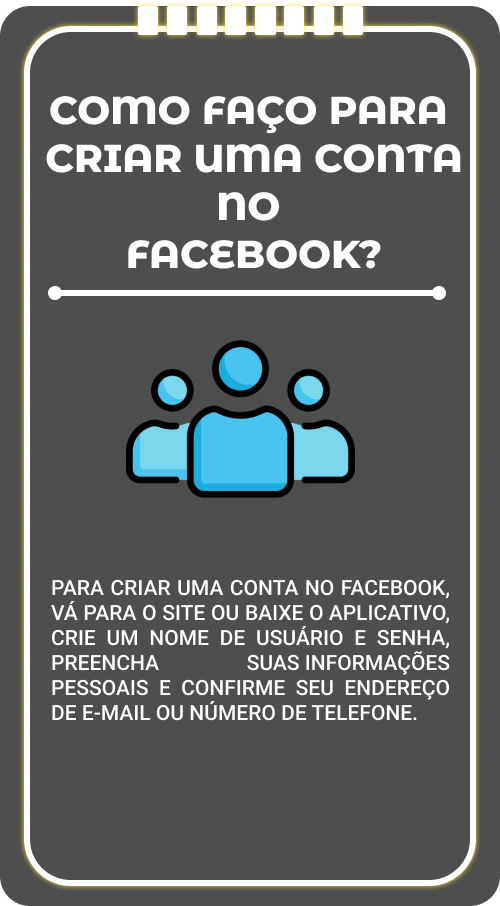 COMO FAÇO PARA
CRIAR UMA CONTA
NO
FACEBOOK?
PARA CRIAR UMA CONTA NO FACEBOOK,
VÁ PARA O SITE OU BAIXE O APLICATIVO,
CRIE UM NOME DE USUÁRIO E SENHA,
PREENCHA SUAS INFORMAÇÕES
PESSOAIS E CONFIRME SEU ENDEREÇO
DE E-MAIL OU NÚMERO DE TELEFONE.